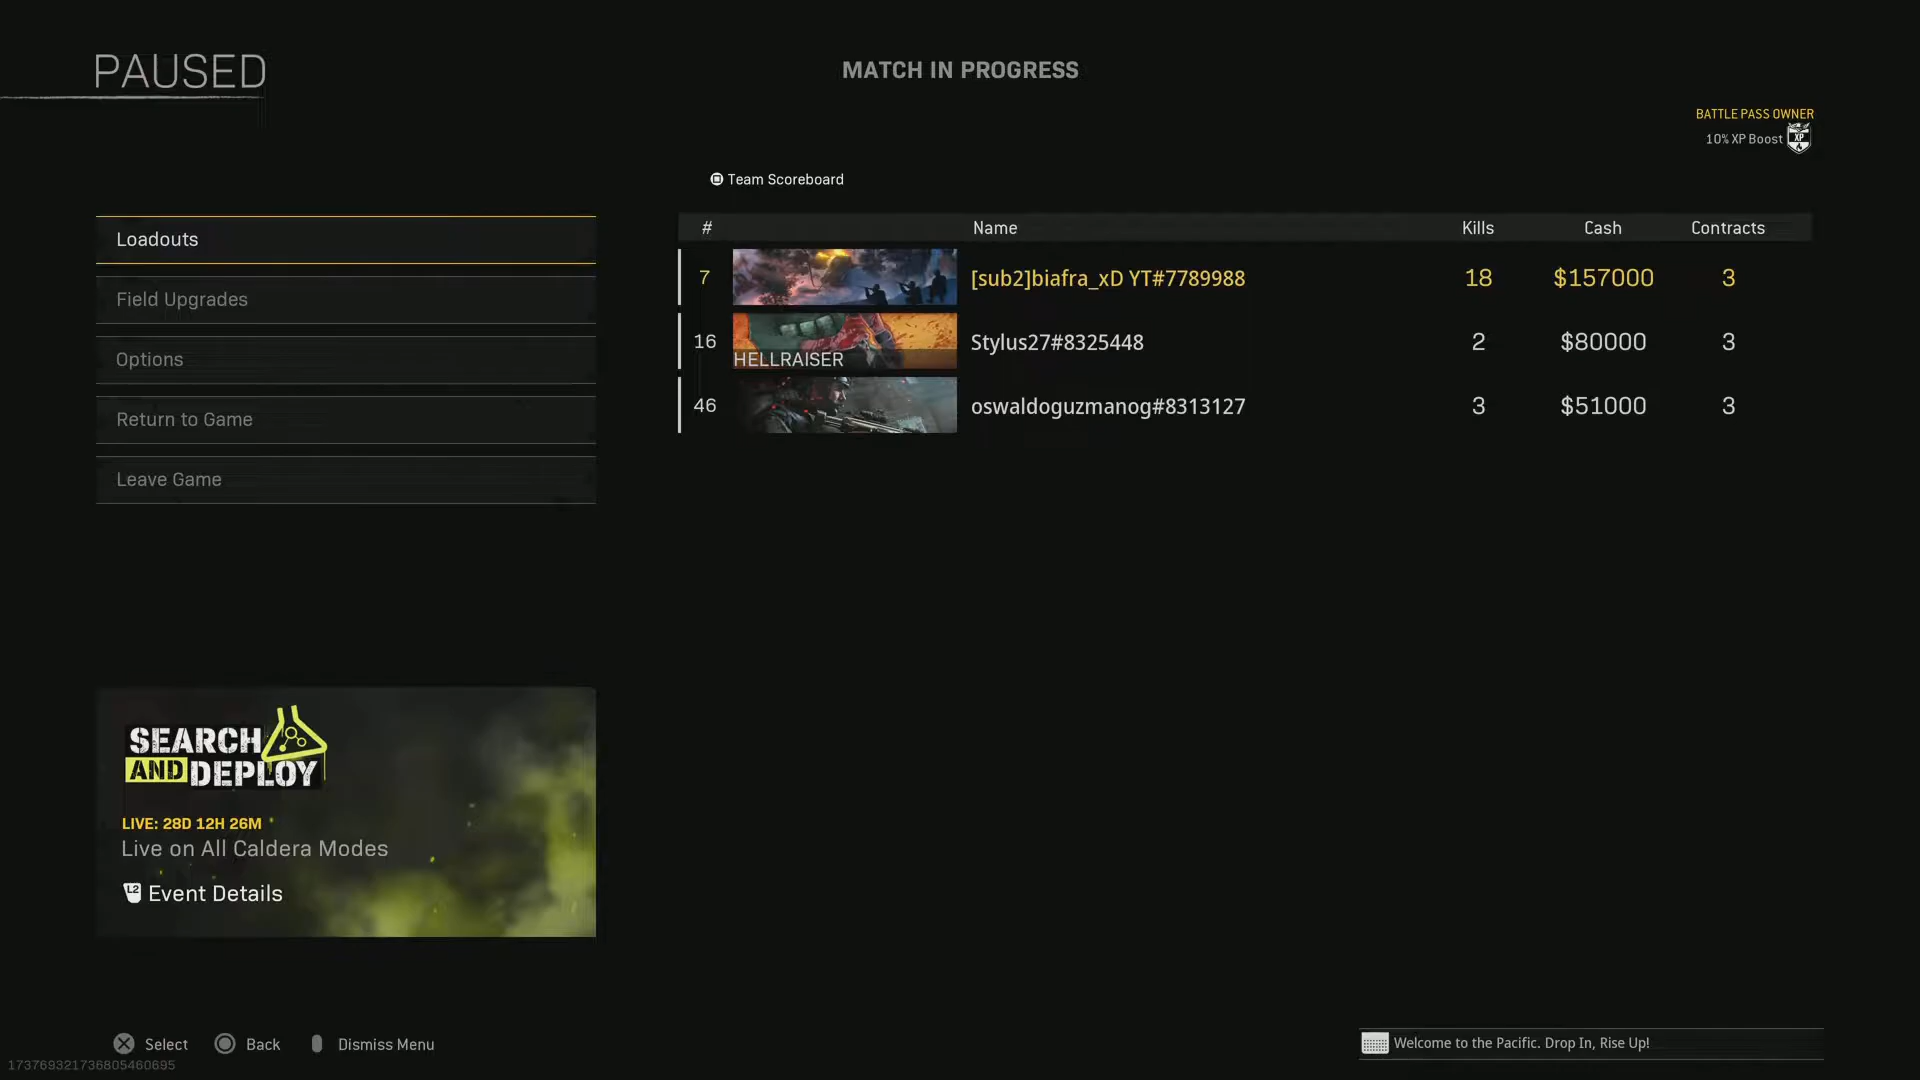 PAUSED
MATCH IN PROGRESS
BATTLE PASS OWNER
10% XP Boost XP
Team Scoreboard
Loadouts
Field Upgrades
Options
Return to Game
Leave Game
# Name Kills Cash Contracts
7 [sub2]biafra_xD YT#7789988 18 $157000 3
16 HELLRAISER Stylus27#8325448 2 $80000 3
46 oswaldoguzmanog#8313127 3 $51000 3
SEARCH
AND DEPLOY
LIVE: 28D 12H 26M
Live on All Caldera Modes
L2 Event Details
Select Back Dismiss Menu
Welcome to the Pacific. Drop In, Rise Up!
173769321736805460695